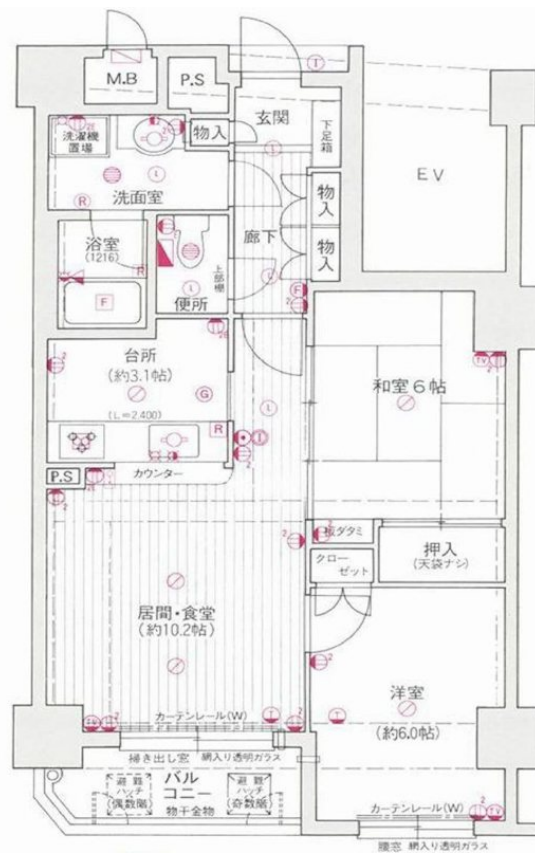 M.B
P.S
玄関
下足箱
洗濯機
置場
物入
洗面室
EV
物入
廊下
物入
浴室
(1216)
上部棚
便所
台所
(約3.1帖)
(L=2.400)
和室6帖
P.S
カウンター
板ダタミ
クロー
ゼット
押入
(天袋ナシ)
居間・食堂
(約10.2帖)
洋室
(約6.0帖)
カーテンレール(W)
掃き出し窓 網入り透明ガラス
バル
コニー
避難
ハッチ
(偶数階)
避難
ハッチ
(奇数階)
物干金物
カーテンレール(W)
腰窓 網入り透明ガラス